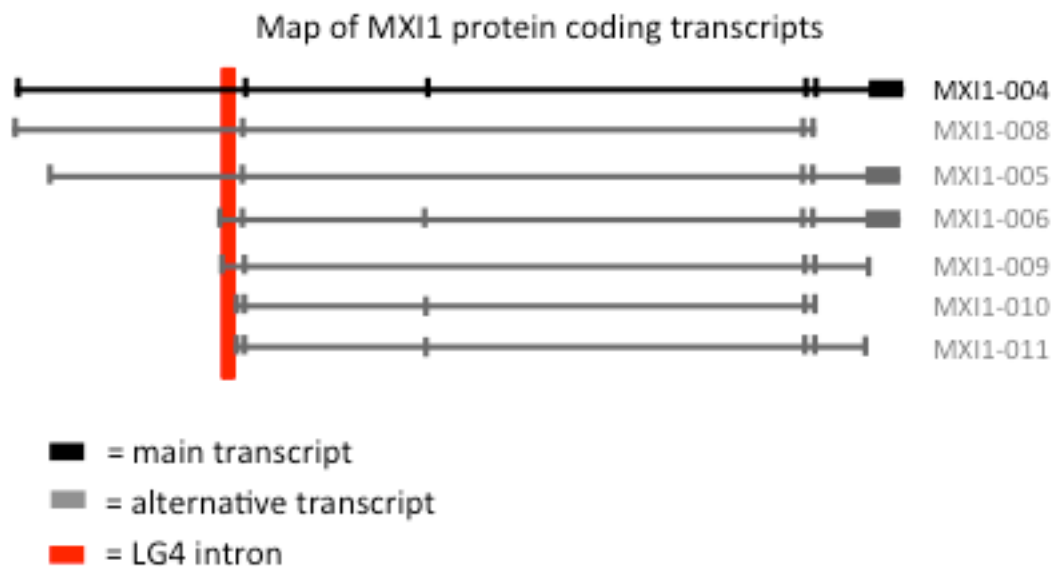 Map of MXI1 protein coding transcripts
MXI1-004
MXI1-008
MXI1-005
MXI1-006
MXI1-009
MXI1-010
MXI1-011
= main transcript
= alternative transcript
= LG4 intron